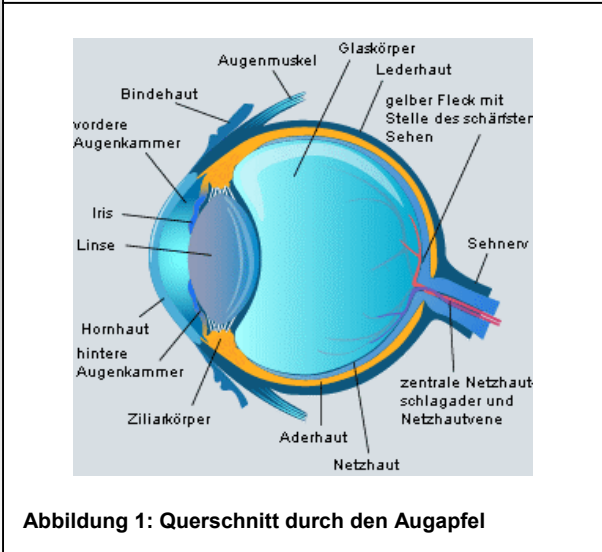 Glaskörper
Augenmuskel
Lederhaut
Bindehaut
gelber Fleck mit
Stelle des schärfsten
Sehen
vordere
Augenkammer
Iris
Linse
Sehnerv
Hornhaut
hintere
Augenkammer
Ziliarkörper
zentrale Netzhaut-
schlagader und
Netzhautvene
Aderhaut
Netzhaut
Abbildung 1: Querschnitt durch den Augapfel